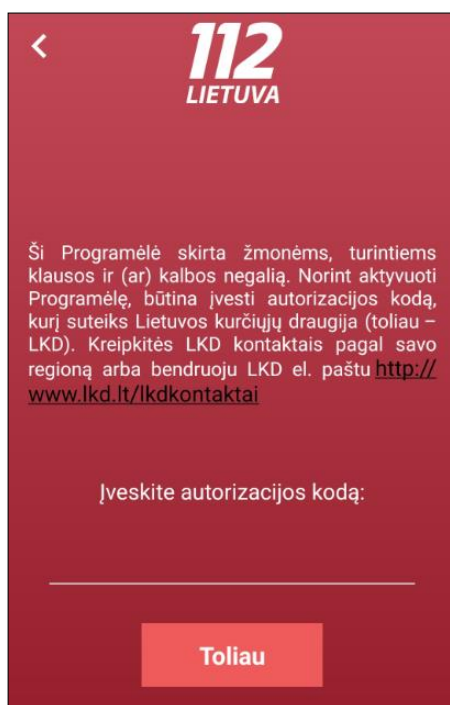 112
LIETUVA
Ši Programėlė skirta žmonėms, turintiems
klausos ir (ar) kalbos negalią. Norint aktyvuoti
Programėlę, būtina įvesti autorizacijos kodą,
kurį suteiks Lietuvos kurčiųjų draugija (toliau –
LKD). Kreipkitės LKD kontaktais pagal savo
regioną arba bendruoju LKD el. paštu http://
www.lkd.lt/lkdkontaktai
Įveskite autorizacijos kodą:
Toliau